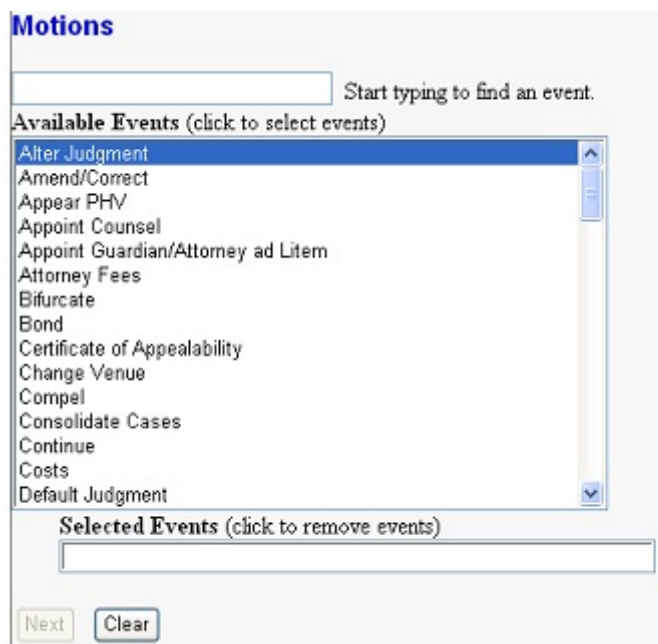 Motions
Start typing to find an event.
Available Events (click to select events)
Alter Judgment
Amend/Correct
Appear PHV
Appoint Counsel
Appoint Guardian/Attorney ad Litem
Attorney Fees
Bifurcate
Bond
Certificate of Appealability
Change Venue
Compel
Consolidate Cases
Continue
Costs
Default Judgment
Selected Events (click to remove events)
Next Clear